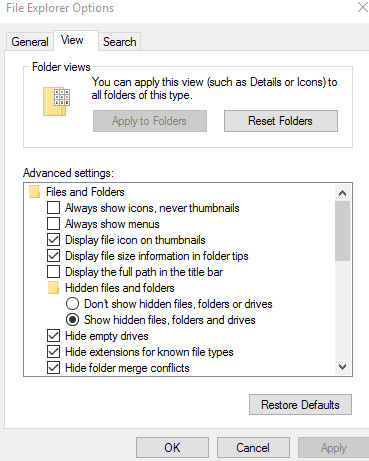 File Explorer Options
General View Search
Folder views
You can apply this view (such as Details or Icons) to
all folders of this type.
Apply to Folders Reset Folders
Advanced settings:
Files and Folders
Always show icons, never thumbnails
Always show menus
Display file icon on thumbnails
Display file size information in folder tips
Display the full path in the title bar
Hidden files and folders
Don't show hidden files, folders or drives
Show hidden files, folders and drives
Hide empty drives
Hide extensions for known file types
Hide folder merge conflicts
Restore Defaults
OK Cancel Apply